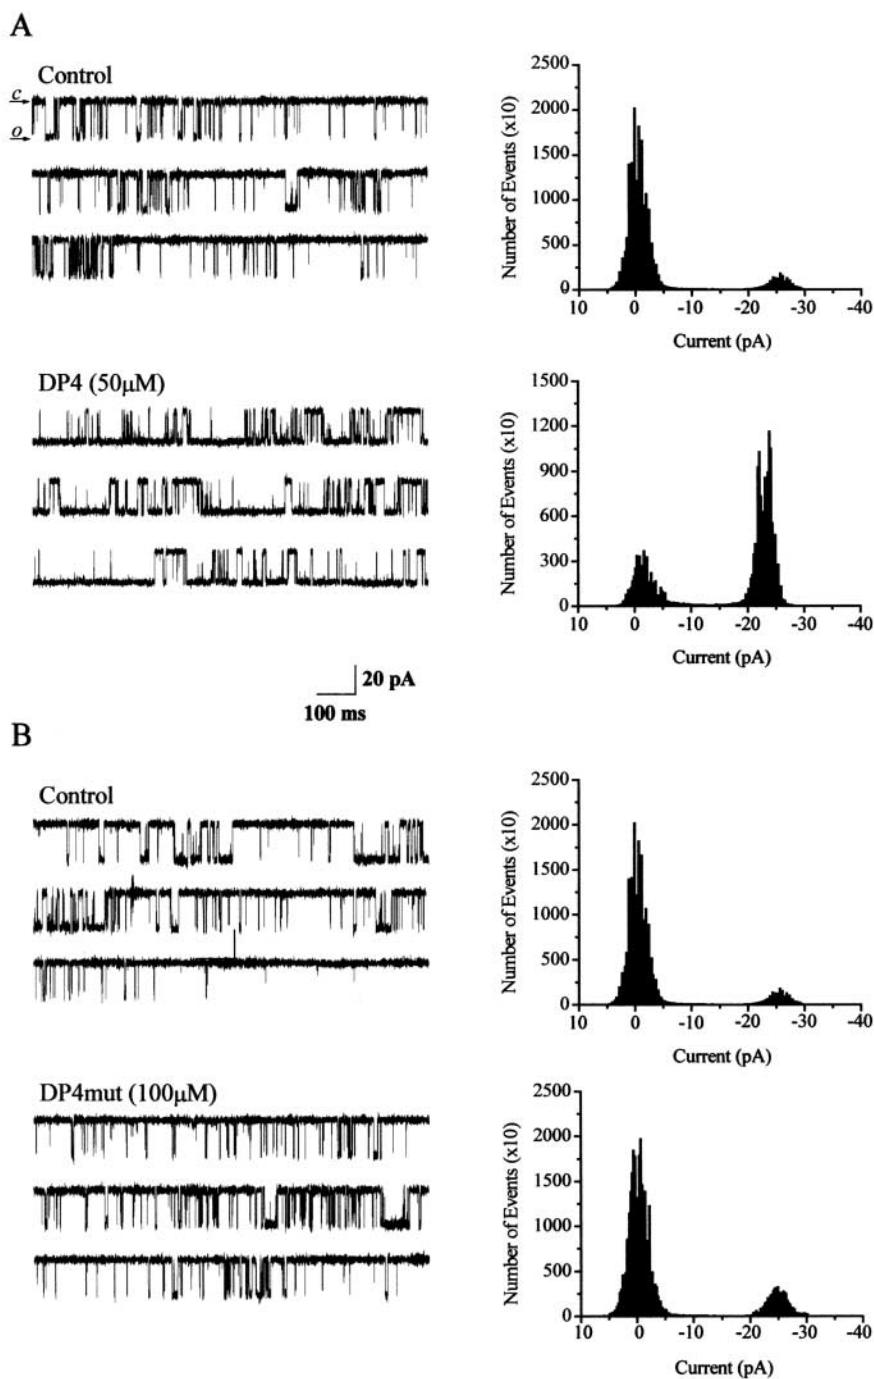 A
Control
c
o
2500
2000
1500
1000
500
0
10 0 -10 -20 -30 -40
Number of Events (x10)
Current (pA)
DP4 (50μM)
1500
1200
900
600
300
0
10 0 -10 -20 -30 -40
Number of Events (x10)
Current (pA)
20 pA
100 ms
B
Control
2500
2000
1500
1000
500
0
10 0 -10 -20 -30 -40
Number of Events (x10)
Current (pA)
DP4mut (100μM)
2500
2000
1500
1000
500
0
10 0 -10 -20 -30 -40
Number of Events (x10)
Current (pA)